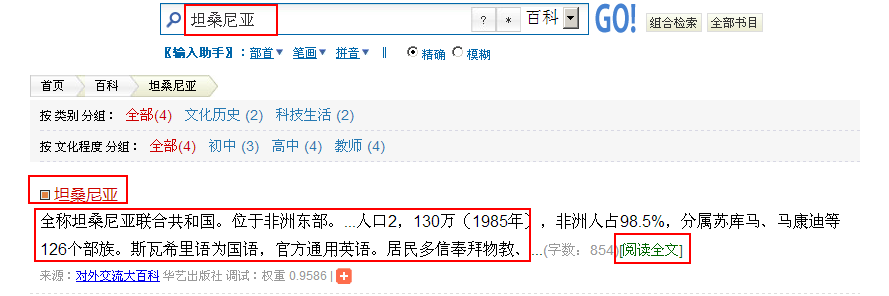 坦桑尼亚 ? * 百科 GO! 组合检索 全部书目
〖输入助手〗: 部首 笔画 拼音 || 精确 模糊
首页 百科 坦桑尼亚
按类别分组: 全部(4) 文化历史 (2) 科技生活 (2)
按文化程度分组: 全部(4) 初中 (3) 高中 (4) 教师 (4)
坦桑尼亚
全称坦桑尼亚联合共和国。位于非洲东部。...人口2，130万（1985年），非洲人占98.5%，分属苏库马、马康迪等
126个部族。斯瓦希里语为国语，官方通用英语。居民多信奉拜物教、...(字数: 854)[阅读全文]
来源: 对外交流大百科 华艺出版社 调试: 权重 0.9586 |